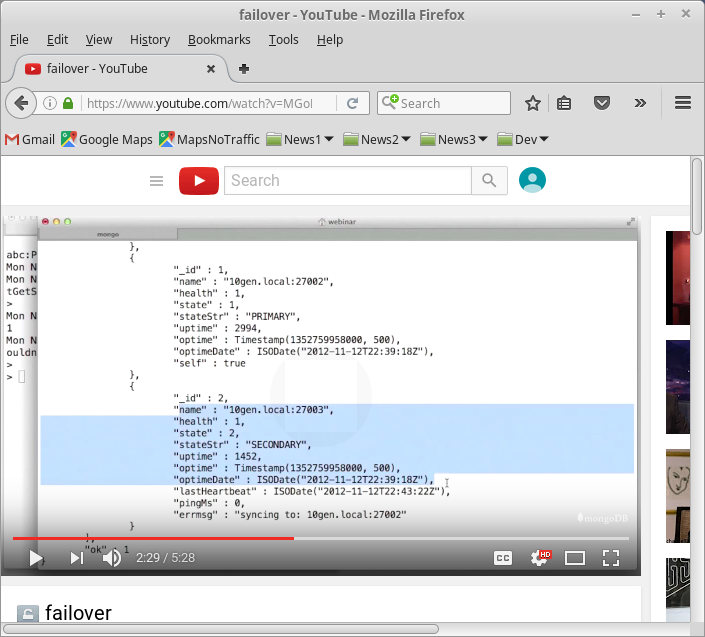 failover - YouTube - Mozilla Firefox
File Edit View History Bookmarks Tools Help
failover - YouTube
https://www.youtube.com/watch?v=MGol
Search
Gmail Google Maps MapsNoTraffic News1 News2 News3 Dev
Search
webinar
mongo
},
{
"_id" : 1,
"name" : "10gen.local:27002",
"health" : 1,
"state" : 1,
"stateStr" : "PRIMARY",
"uptime" : 2994,
"optime" : Timestamp(1352759958000, 500),
"optimeDate" : ISODate("2012-11-12T22:39:18Z"),
"self" : true
},
{
"_id" : 2,
"name" : "10gen.local:27003",
"health" : 1,
"state" : 2,
"stateStr" : "SECONDARY",
"uptime" : 1452,
"optime" : Timestamp(1352759958000, 500),
"optimeDate" : ISODate("2012-11-12T22:39:18Z"),
"lastHeartbeat" : ISODate("2012-11-12T22:43:22Z"),
"pingMs" : 0,
"errmsg" : "syncing to: 10gen.local:27002"
}
],
"ok" : 1
}
abc:P
Mon N
Mon N
tGetS
>
Mon N
1
Mon N
ouldn
>
>
mongoDB
2:29 / 5:28
CC
HD
failover